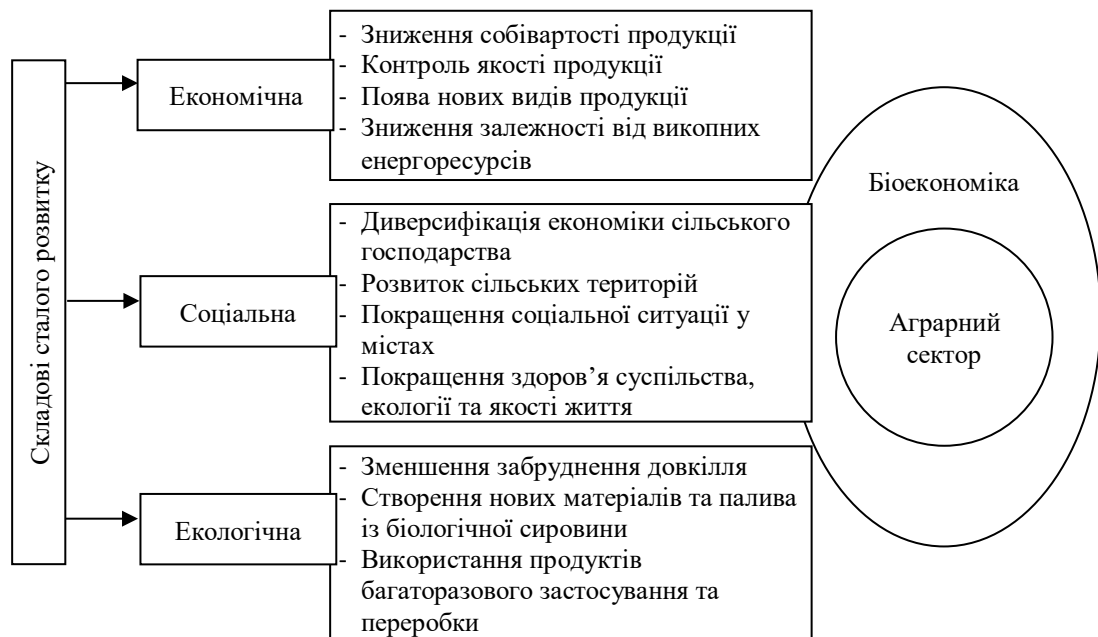 Складові сталого розвитку
Економічна
- Зниження собівартості продукції
- Контроль якості продукції
- Поява нових видів продукції
- Зниження залежності від викопних
енергоресурсів
Соціальна
- Диверсифікація економіки сільського
господарства
- Розвиток сільських територій
- Покращення соціальної ситуації у
містах
- Покращення здоров’я суспільства,
екології та якості життя
Екологічна
- Зменшення забруднення довкілля
- Створення нових матеріалів та палива
із біологічної сировини
- Використання продуктів
багаторазового застосування та
переробки
Біоекономіка
Аграрний
сектор